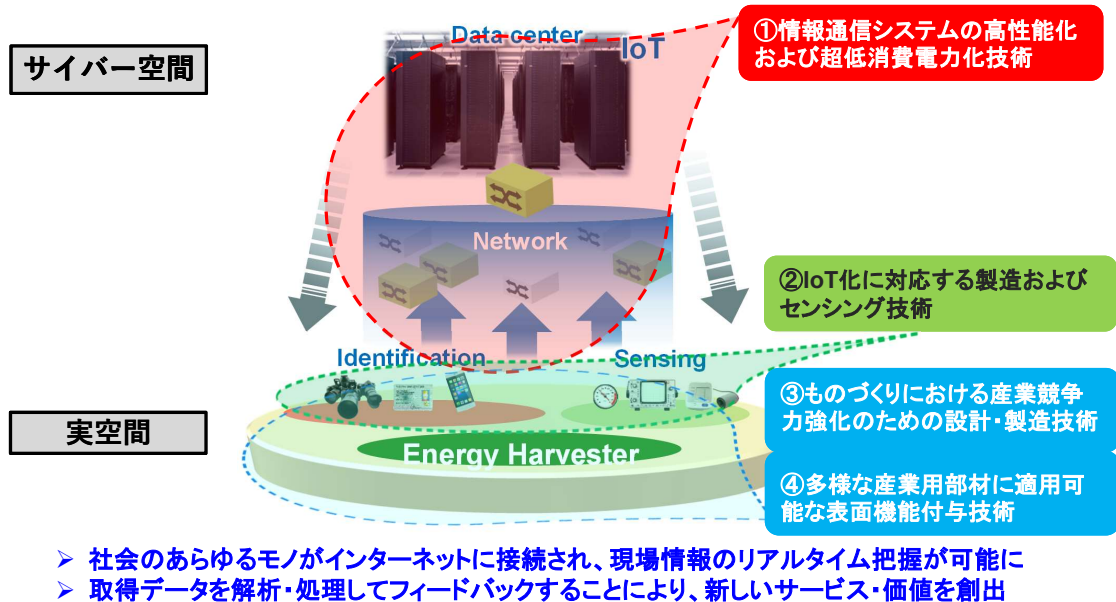 サイバー空間
Data center
IoT
①情報通信システムの高性能化
および超低消費電力化技術
Network
②IoT化に対応する製造および
センシング技術
Identification
Sensing
実空間
③ものづくりにおける産業競争
力強化のための設計・製造技術
Energy Harvester
④多様な産業用部材に適用可
能な表面機能付与技術
➢ 社会のあらゆるモノがインターネットに接続され、現場情報のリアルタイム把握が可能に
➢ 取得データを解析・処理してフィードバックすることにより、新しいサービス・価値を創出